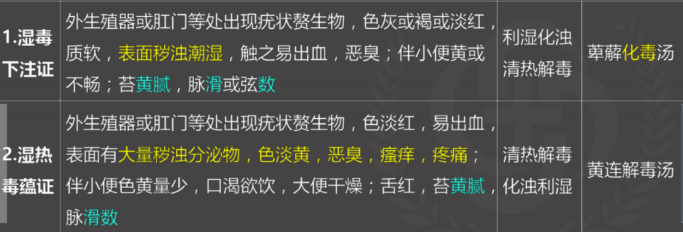 1.湿毒下注证
外生殖器或肛门等处出现疣状赘生物，色灰或褐或淡红，
质软，表面秽浊潮湿，触之易出血，恶臭；伴小便黄或
不畅；苔黄腻，脉滑或弦数
利湿化浊
清热解毒
萆薢化毒汤
2.湿热毒蕴证
外生殖器或肛门等处出现疣状赘生物，色淡红，易出血，
表面有大量秽浊分泌物，色淡黄，恶臭，瘙痒，疼痛；
伴小便色黄量少，口渴欲饮，大便干燥；舌红，苔黄腻，
脉滑数
清热解毒
化浊利湿
黄连解毒汤